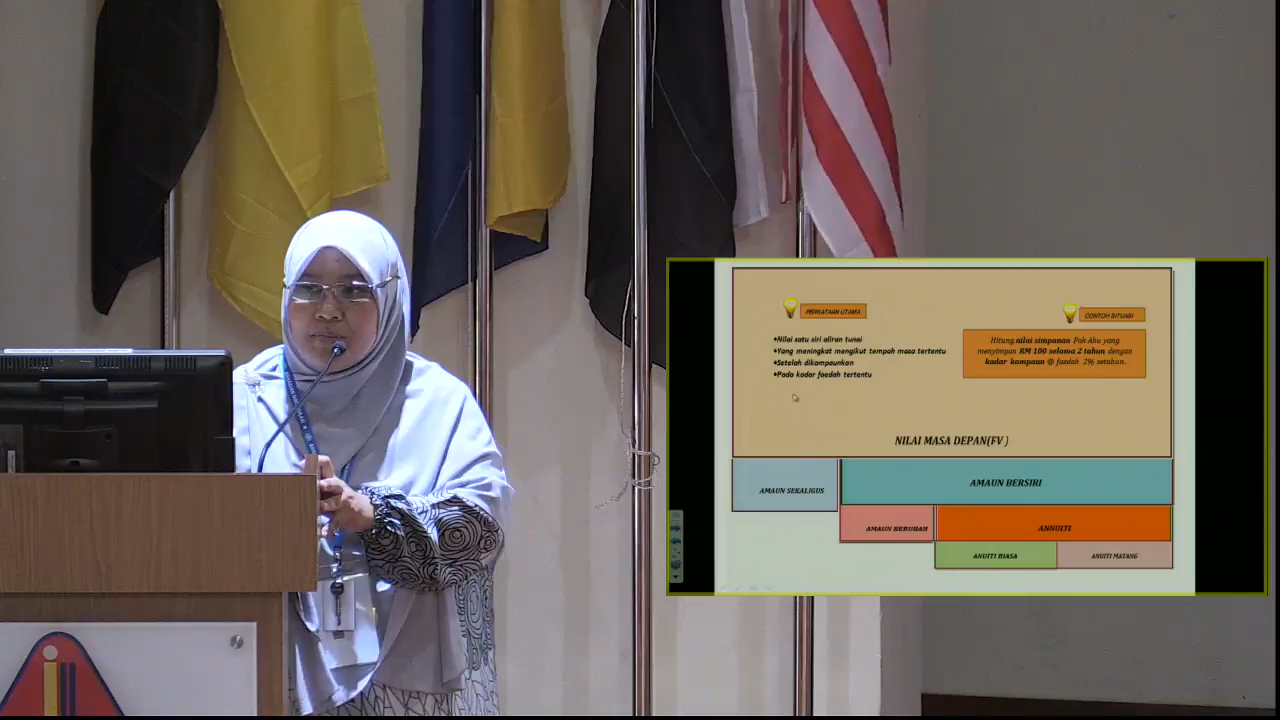 PERKATAAN UTAMA
CONTOH SITUASI
•Nilai satu siri aliran tunai
•Yang meningkat mengikut tempoh masa tertentu
•Setelah dikompaunkan
•Pada kadar faedah tertentu
Hitung nilai simpanan Pak Abu yang
menyimpan RM 100 selama 2 tahun dengan
kadar kompaun @ faedah 2% setahun.
NILAI MASA DEPAN(FV )
AMAUN SEKALIGUS
AMAUN BERSIRI
AMAUN BERUBAH
ANNUITI
ANUITI BIASA
ANUITI MATANG